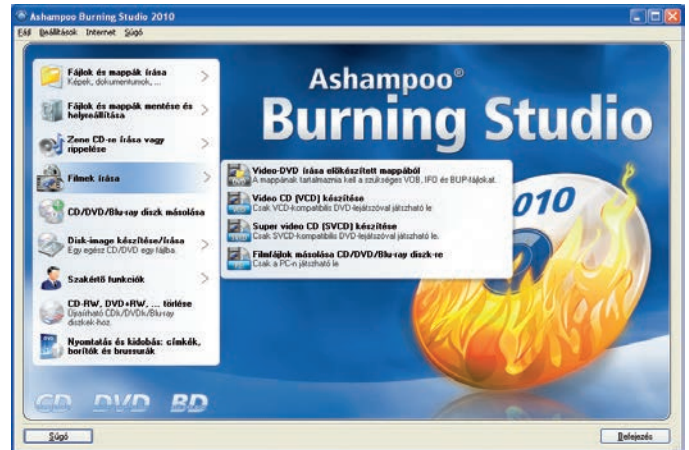 Ashampoo Burning Studio 2010
Fájl Beállítások Internet Súgó
Ashampoo®
Burning Studio
2010
Fájlok és mappák írása
Képek, dokumentumok, ...
Fájlok és mappák mentése és
helyreállítása
Zene CD-re írása vagy
rippelése
Filmek írása
Video-DVD írása előkészített mappából
A mappának tartalmaznia kell a szükséges VOB, IFO és BUP-fájlokat.
Video CD (VCD) készítése
Csak VCD-kompatibilis DVD-lejátszóval játszható le
Super video CD (SVCD) készítése
Csak SVCD-kompatibilis DVD-lejátszóval játszható le.
Filmfájlok másolása CD/DVD/Blu-ray diszk-re
Csak a PC-n játszható le
CD/DVD/Blu-ray diszk másolása
Disk-image készítése/írása
Egy egész CD/DVD egy fájlba.
Szakértő funkciók
CD-RW, DVD+RW, ... törlése
Újraírható CDk/DVDk/Blu-ray
diszkek-hoz.
Nyomtatás és kidobás: címkék,
borítók és brussurák
CD DVD BD
Súgó
Befejezés